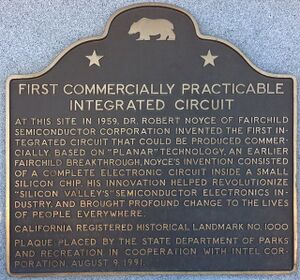 FIRST COMMERCIALLY PRACTICABLE
INTEGRATED CIRCUIT
AT THIS SITE IN 1959, DR. ROBERT NOYCE OF FAIRCHILD
SEMICONDUCTOR CORPORATION INVENTED THE FIRST IN-
TEGRATED CIRCUIT THAT COULD BE PRODUCED COMMER-
CIALLY. BASED ON "PLANAR" TECHNOLOGY, AN EARLIER
FAIRCHILD BREAKTHROUGH, NOYCE'S INVENTION CONSISTED
OF A COMPLETE ELECTRONIC CIRCUIT INSIDE A SMALL
SILICON CHIP. HIS INNOVATION HELPED REVOLUTIONIZE
"SILICON VALLEY'S" SEMICONDUCTOR ELECTRONICS IN-
DUSTRY, AND BROUGHT PROFOUND CHANGE TO THE LIVES
OF PEOPLE EVERYWHERE.
CALIFORNIA REGISTERED HISTORICAL LANDMARK NO. 1000
PLAQUE PLACED BY THE STATE DEPARTMENT OF PARKS
AND RECREATION IN COOPERATION WITH INTEL COR-
PORATION, AUGUST 9, 1991.